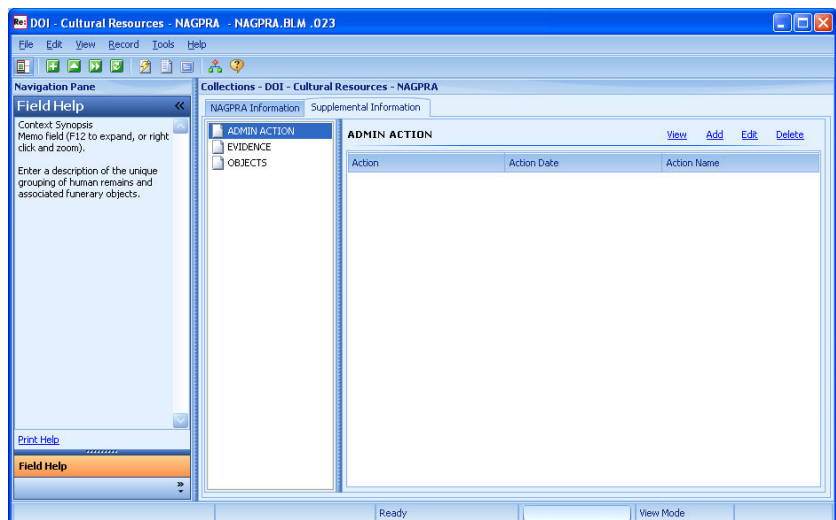 Re: DOI - Cultural Resources - NAGPRA - NAGPRA.BLM .023
File Edit View Record Tools Help
Navigation Pane
Collections - DOI - Cultural Resources - NAGPRA
Field Help «
NAGPRA Information Supplemental Information
Context Synopsis
Memo field (F12 to expand, or right
click and zoom).
Enter a description of the unique
grouping of human remains and
associated funerary objects.
ADMIN ACTION
EVIDENCE
OBJECTS
ADMIN ACTION View Add Edit Delete
Action Action Date Action Name
Print Help
Field Help
»
Ready View Mode